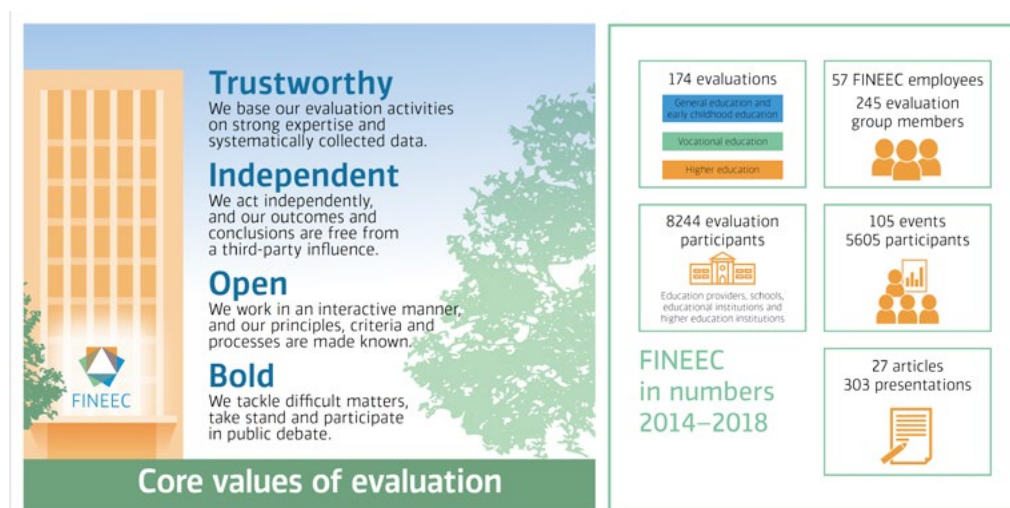 Trustworthy
We base our evaluation activities
on strong expertise and
systematically collected data.
Independent
We act independently,
and our outcomes and
conclusions are free from
a third-party influence.
Open
We work in an interactive manner,
and our principles, criteria and
processes are made known.
Bold
We tackle difficult matters,
take stand and participate
in public debate.
FINEEC
Core values of evaluation
174 evaluations
General education and
early childhood education
Vocational education
Higher education
57 FINEEC employees
245 evaluation
group members
8244 evaluation
participants
Education providers, schools,
educational institutions and
higher education institutions
105 events
5605 participants
FINEEC
in numbers
2014–2018
27 articles
303 presentations